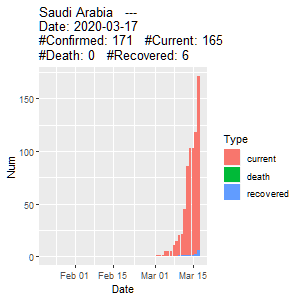 Saudi Arabia   ---
Date: 2020-03-17
#Confirmed: 171   #Current: 165
#Death: 0   #Recovered: 6
Num
150
100
50
0
Feb 01 Feb 15 Mar 01 Mar 15
Date
Type
current
death
recovered